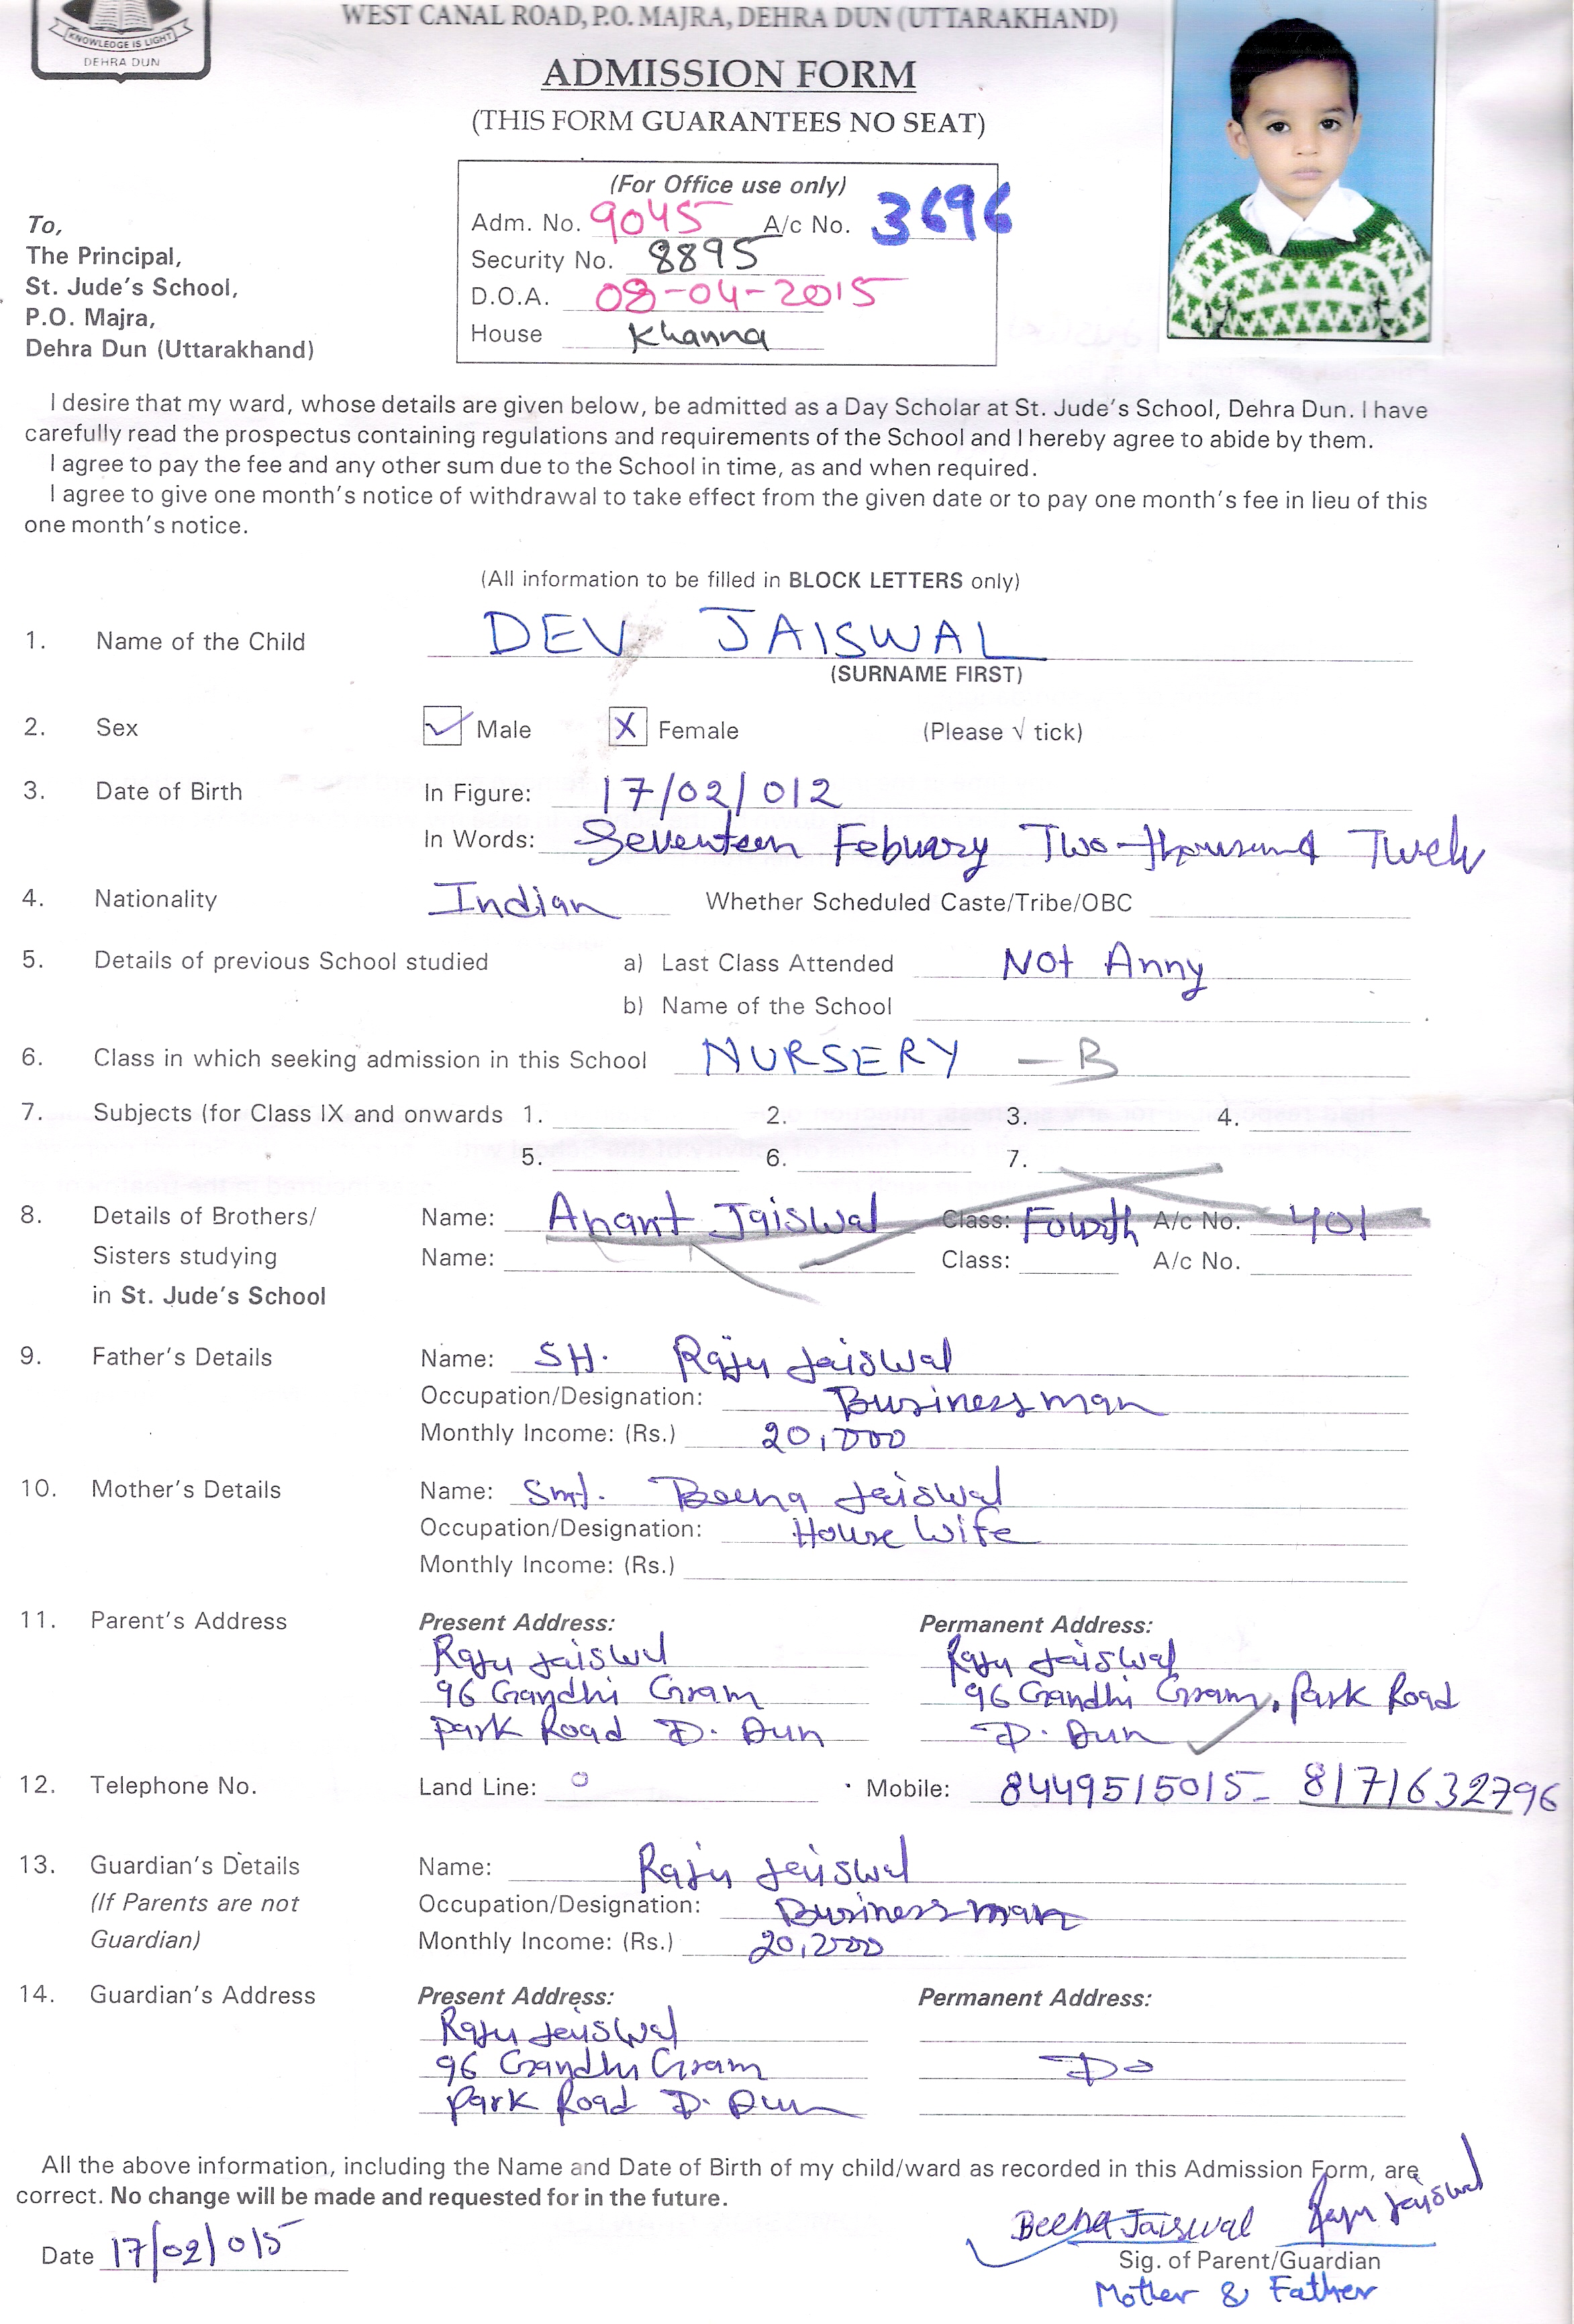 KNOWLEDGE IS LIGHT
DEHRA DUN
WEST CANAL ROAD, P.O. MAJRA, DEHRA DUN (UTTARAKHAND)
ADMISSION FORM
(THIS FORM GUARANTEES NO SEAT)
(For Office use only)
Adm. No. 9045 A/c No. 3696
Security No. 8895
D.O.A. 08-04-2015
House Khanna
To,
The Principal,
St. Jude's School,
P.O. Majra,
Dehra Dun (Uttarakhand)
I desire that my ward, whose details are given below, be admitted as a Day Scholar at St. Jude's School, Dehra Dun. I have
carefully read the prospectus containing regulations and requirements of the School and I hereby agree to abide by them.
I agree to pay the fee and any other sum due to the School in time, as and when required.
I agree to give one month's notice of withdrawal to take effect from the given date or to pay one month's fee in lieu of this
one month's notice.
(All information to be filled in BLOCK LETTERS only)
1. Name of the Child DEV JAISWAL
(SURNAME FIRST)
2. Sex Male X Female (Please √ tick)
3. Date of Birth In Figure: 17/02/012
In Words: Seventeen Febuary Two-thousand Twelv
4. Nationality Indian Whether Scheduled Caste/Tribe/OBC
5. Details of previous School studied a) Last Class Attended Not Anny
b) Name of the School
6. Class in which seeking admission in this School NURSERY - B
7. Subjects (for Class IX and onwards 1. 2. 3. 4.
5. 6. 7.
8. Details of Brothers/ Name: Anant Jaiswal Class: Fourth A/c No. 401
Sisters studying Name: Class: A/c No.
in St. Jude's School
9. Father's Details Name: SH. Raju Jaiswal
Occupation/Designation: Businessman
Monthly Income: (Rs.) 20,000
10. Mother's Details Name: Smt. Beena Jaiswal
Occupation/Designation: House Wife
Monthly Income: (Rs.)
11. Parent's Address Present Address: Permanent Address:
Raju Jaiswal Raju Jaiswal
96 Gandhi Gram 96 Gandhi Gram, Park Road
Park Road D. Dun D. Dun
12. Telephone No. Land Line: 0 Mobile: 8449515015- 8171632796
13. Guardian's Details Name: Raju Jaiswal
(If Parents are not Occupation/Designation: Businessman
Guardian) Monthly Income: (Rs.) 20,000
14. Guardian's Address Present Address: Permanent Address:
Raju Jaiswal
96 Gandhi Gram Do
Park Road D. Dun
All the above information, including the Name and Date of Birth of my child/ward as recorded in this Admission Form, are
correct. No change will be made and requested for in the future.
Beena Jaiswal Raju Jaiswal
Date 17/02/015 Sig. of Parent/Guardian
Mother & Father